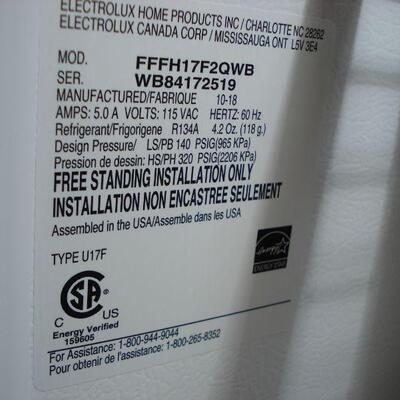 ELECTROLUX HOME PRODUCTS INC / CHARLOTTE NC 28262
ELECTROLUX CANADA CORP / MISSISSAUGA ONT L5V 3E4
MOD. FFFH17F2QWB
SER. WB84172519
MANUFACTURED/FABRIQUE 10-18
AMPS: 5.0 A VOLTS: 115 VAC HERTZ: 60 Hz
Refrigerant/Frigorigene R134A 4.2 Oz. (118 g.)
Design Pressure/ LS/PB 140 PSIG(965 KPa)
Pression de dessin: HS/PH 320 PSIG(2206 KPa)
FREE STANDING INSTALLATION ONLY
INSTALLATION NON ENCASTREE SEULEMENT
Assembled in the USA/Assemble dans les USA
TYPE U17F
energy
ENERGY STAR
CSA
C US
Energy Verified
159605
For Assistance: 1-800-944-9044
Pour obtenir de l'assistance: 1-800-265-8352